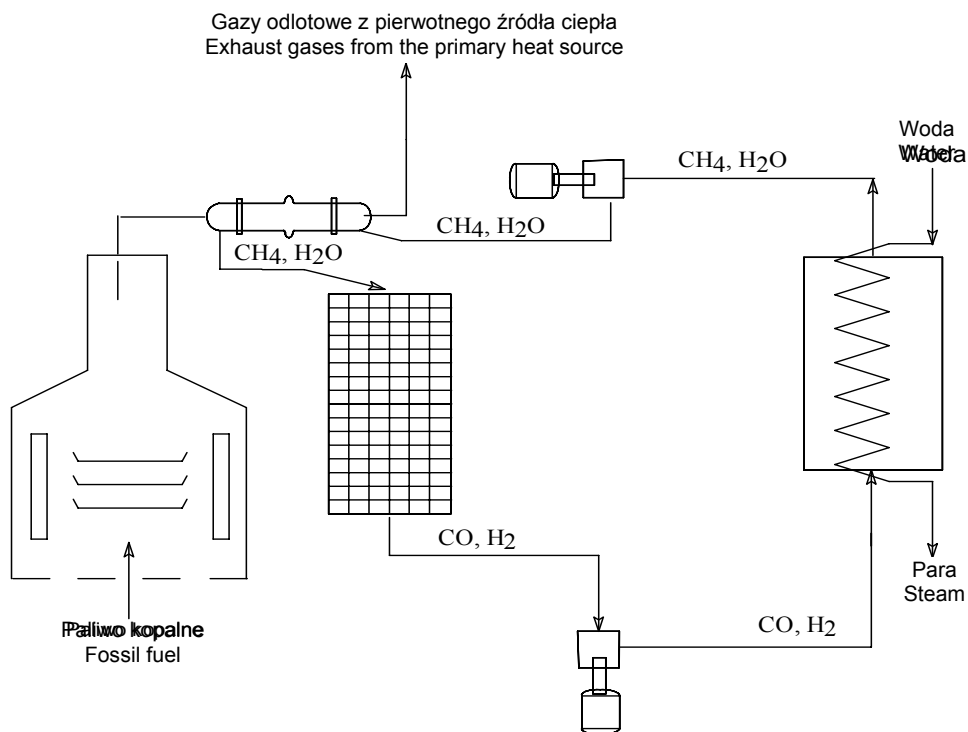 Gazy odlotowe z pierwotnego źródła ciepła
Exhaust gases from the primary heat source
Woda
Water
Woda
CH4, H2O
CH4, H2O
CH4, H2O
CO, H2
CO, H2
Para
Steam
Paliwo kopalne
Fossil fuel